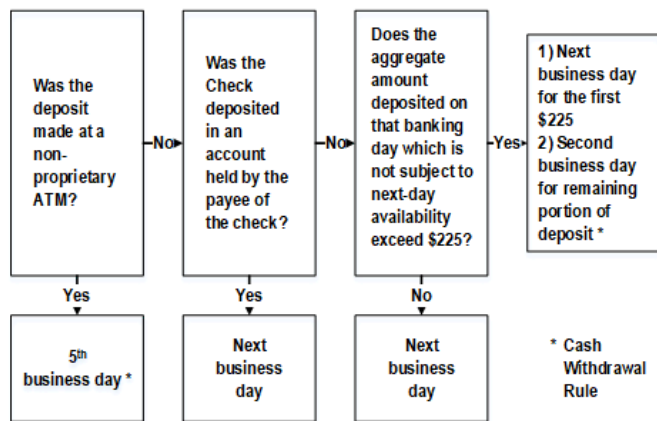 Was the
deposit
made at a
non-
proprietary
ATM?
No
Was the
Check
deposited
in an
account
held by the
payee of
the check?
No
Does the
aggregate
amount
deposited on
that banking
day which is
not subject to
next-day
availability
exceed $225?
Yes
1) Next
business day
for the first
$225
2) Second
business day
for remaining
portion of
deposit *
Yes
Yes
No
5th
business day *
Next
business
day
Next
business
day
* Cash
Withdrawal
Rule